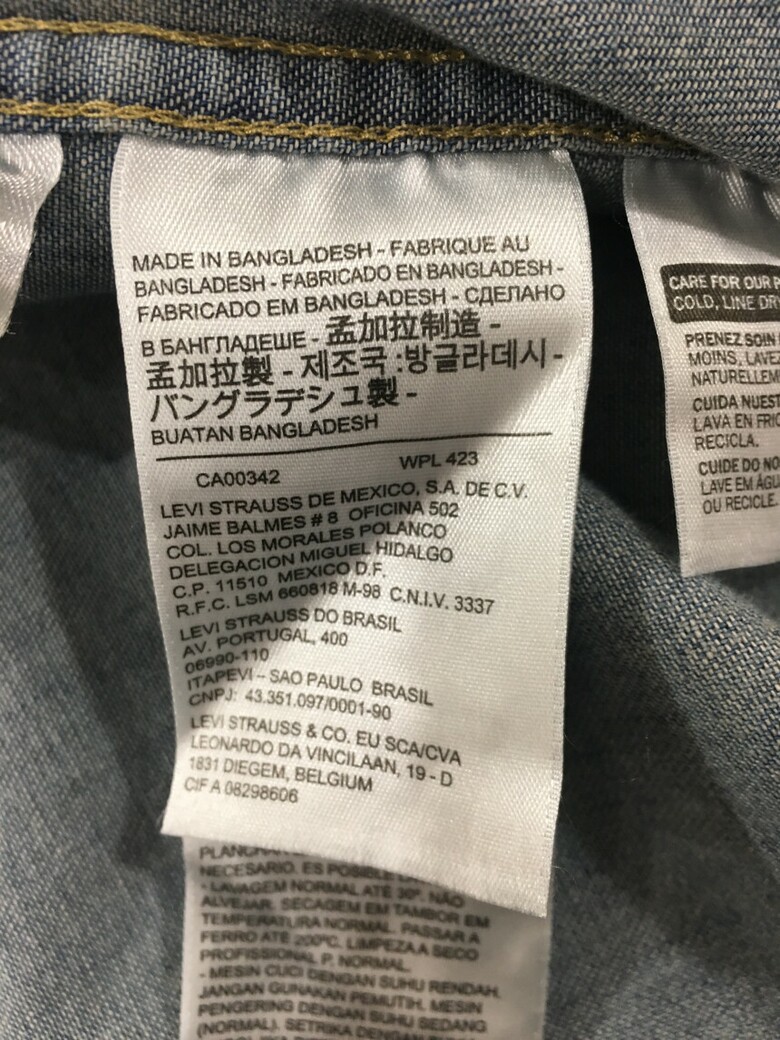 MADE IN BANGLADESH - FABRIQUE AU
BANGLADESH - FABRICADO EN BANGLADESH -
FABRICADO EM BANGLADESH - СДЕЛАНО
В БАНГЛАДЕШЕ - 孟加拉制造 -
孟加拉製 - 제조국 :방글라데시 -
バングラデシュ製 -
BUATAN BANGLADESH
CA00342 WPL 423
LEVI STRAUSS DE MEXICO, S.A. DE C.V.
JAIME BALMES # 8 OFICINA 502
COL. LOS MORALES POLANCO
DELEGACION MIGUEL HIDALGO
C.P. 11510 MEXICO D.F.
R.F.C. LSM 660818 M-98 C.N.I.V. 3337
LEVI STRAUSS DO BRASIL
AV. PORTUGAL, 400
06990-110
ITAPEVI – SAO PAULO BRASIL
CNPJ: 43.351.097/0001-90
LEVI STRAUSS & CO. EU SCA/CVA
LEONARDO DA VINCILAAN, 19 - D
1831 DIEGEM, BELGIUM
CIF A 08298606
NECESARIO. ES POSIBLE
- LAVAGEM NORMAL ATÉ 30°. NÃO
ALVEJAR. SECAGEM EM TAMBOR EM
TEMPERATURA NORMAL. PASSAR A
FERRO ATÉ 200°C. LIMPEZA A SECO
PROFISSIONAL P. NORMAL.
- MESIN CUCI DENGAN SUHU RENDAH.
JANGAN GUNAKAN PEMUTIH. MESIN
PENGERING DENGAN SUHU SEDANG
(NORMAL). SETRIKA DENGAN
CARE FOR OUR
COLD, LINE
PRENEZ SOIN
MOINS, LAVEZ
NATURELLEM
CUIDA NUEST
LAVA EN FRÍO
RECICLA.
CUIDE DO NO
LAVE EM ÁGU
OU RECICLE.